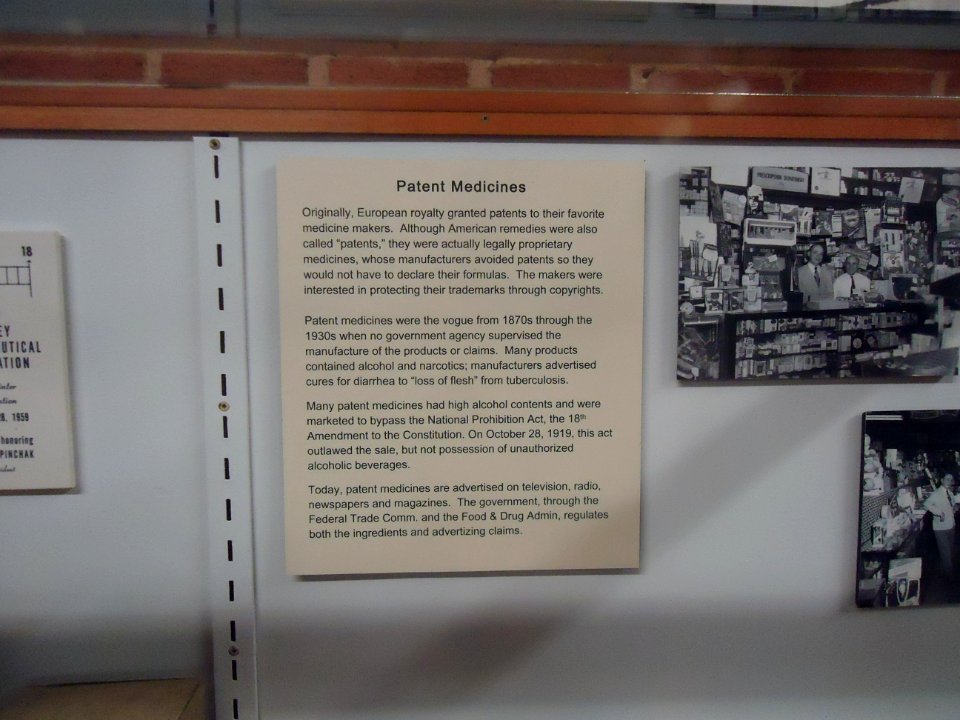 Patent Medicines
Originally, European royalty granted patents to their favorite
medicine makers. Although American remedies were also
called "patents," they were actually legally proprietary
medicines, whose manufacturers avoided patents so they
would not have to declare their formulas. The makers were
interested in protecting their trademarks through copyrights.
Patent medicines were the vogue from 1870s through the
1930s when no government agency supervised the
manufacture of the products or claims. Many products
contained alcohol and narcotics; manufacturers advertised
cures for diarrhea to "loss of flesh" from tuberculosis.
Many patent medicines had high alcohol contents and were
marketed to bypass the National Prohibition Act, the 18th
Amendment to the Constitution. On October 28, 1919, this act
outlawed the sale, but not possession of unauthorized
alcoholic beverages.
Today, patent medicines are advertised on television, radio,
newspapers and magazines. The government, through the
Federal Trade Comm. and the Food & Drug Admin, regulates
both the ingredients and advertizing claims.
18
EY
UTICAL
ATION
28, 1959
honoring
PINCHAK